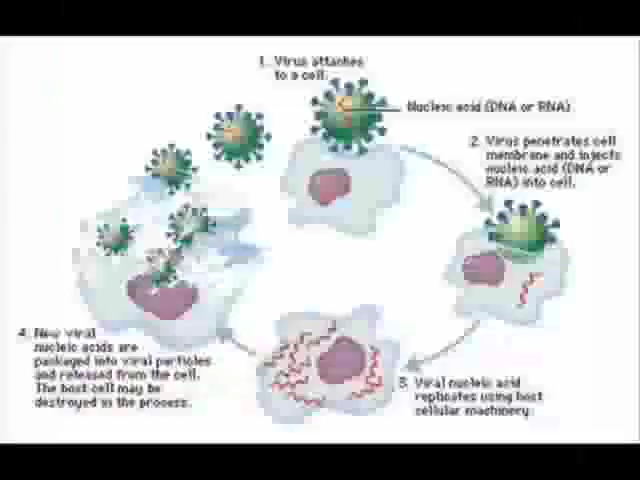 1. Virus attaches
to a cell.
Nucleic acid (DNA or RNA)
2. Virus penetrates cell
membrane and injects
nucleic acid (DNA or
RNA) into cell.
3. Viral nucleic acid
replicates using host
cellular machinery.
4. New viral
nucleic acids are
packaged into viral particles
and released from the cell.
The host cell may be
destroyed in the process.